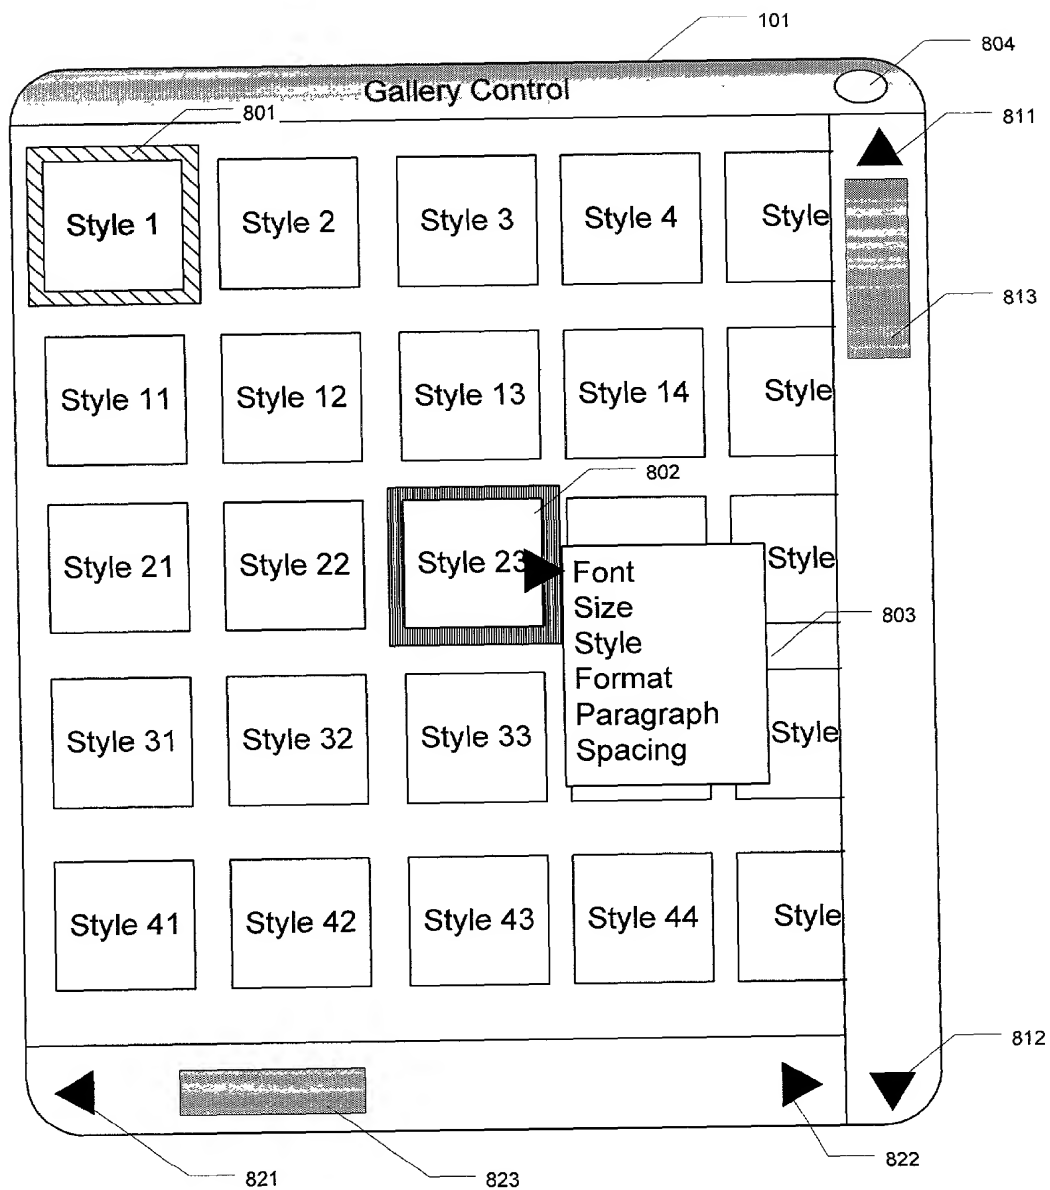 101
804
Gallery Control
801
811
Style 1
Style 2
Style 3
Style 4
Style
813
Style 11
Style 12
Style 13
Style 14
Style
802
Style 21
Style 22
Style 23
Style
Font
Size
Style
Format
Paragraph
Spacing
803
Style 31
Style 32
Style 33
Style
Style 41
Style 42
Style 43
Style 44
Style
812
821
823
822